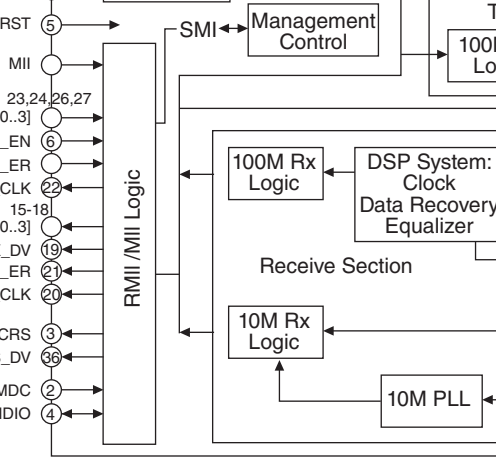 RST 5
SMI
Management
Control
T
100
Lo
MII
23,24,26,27
0..3]
_EN 6
_ER
CLK 22
15-18
0..3]
_DV 19
_ER 21
CLK 20
CRS 3
_DV 36
MDC 2
DIO 4
RMII /MII Logic
100M Rx
Logic
DSP System:
Clock
Data Recovery
Equalizer
Receive Section
10M Rx
Logic
10M PLL